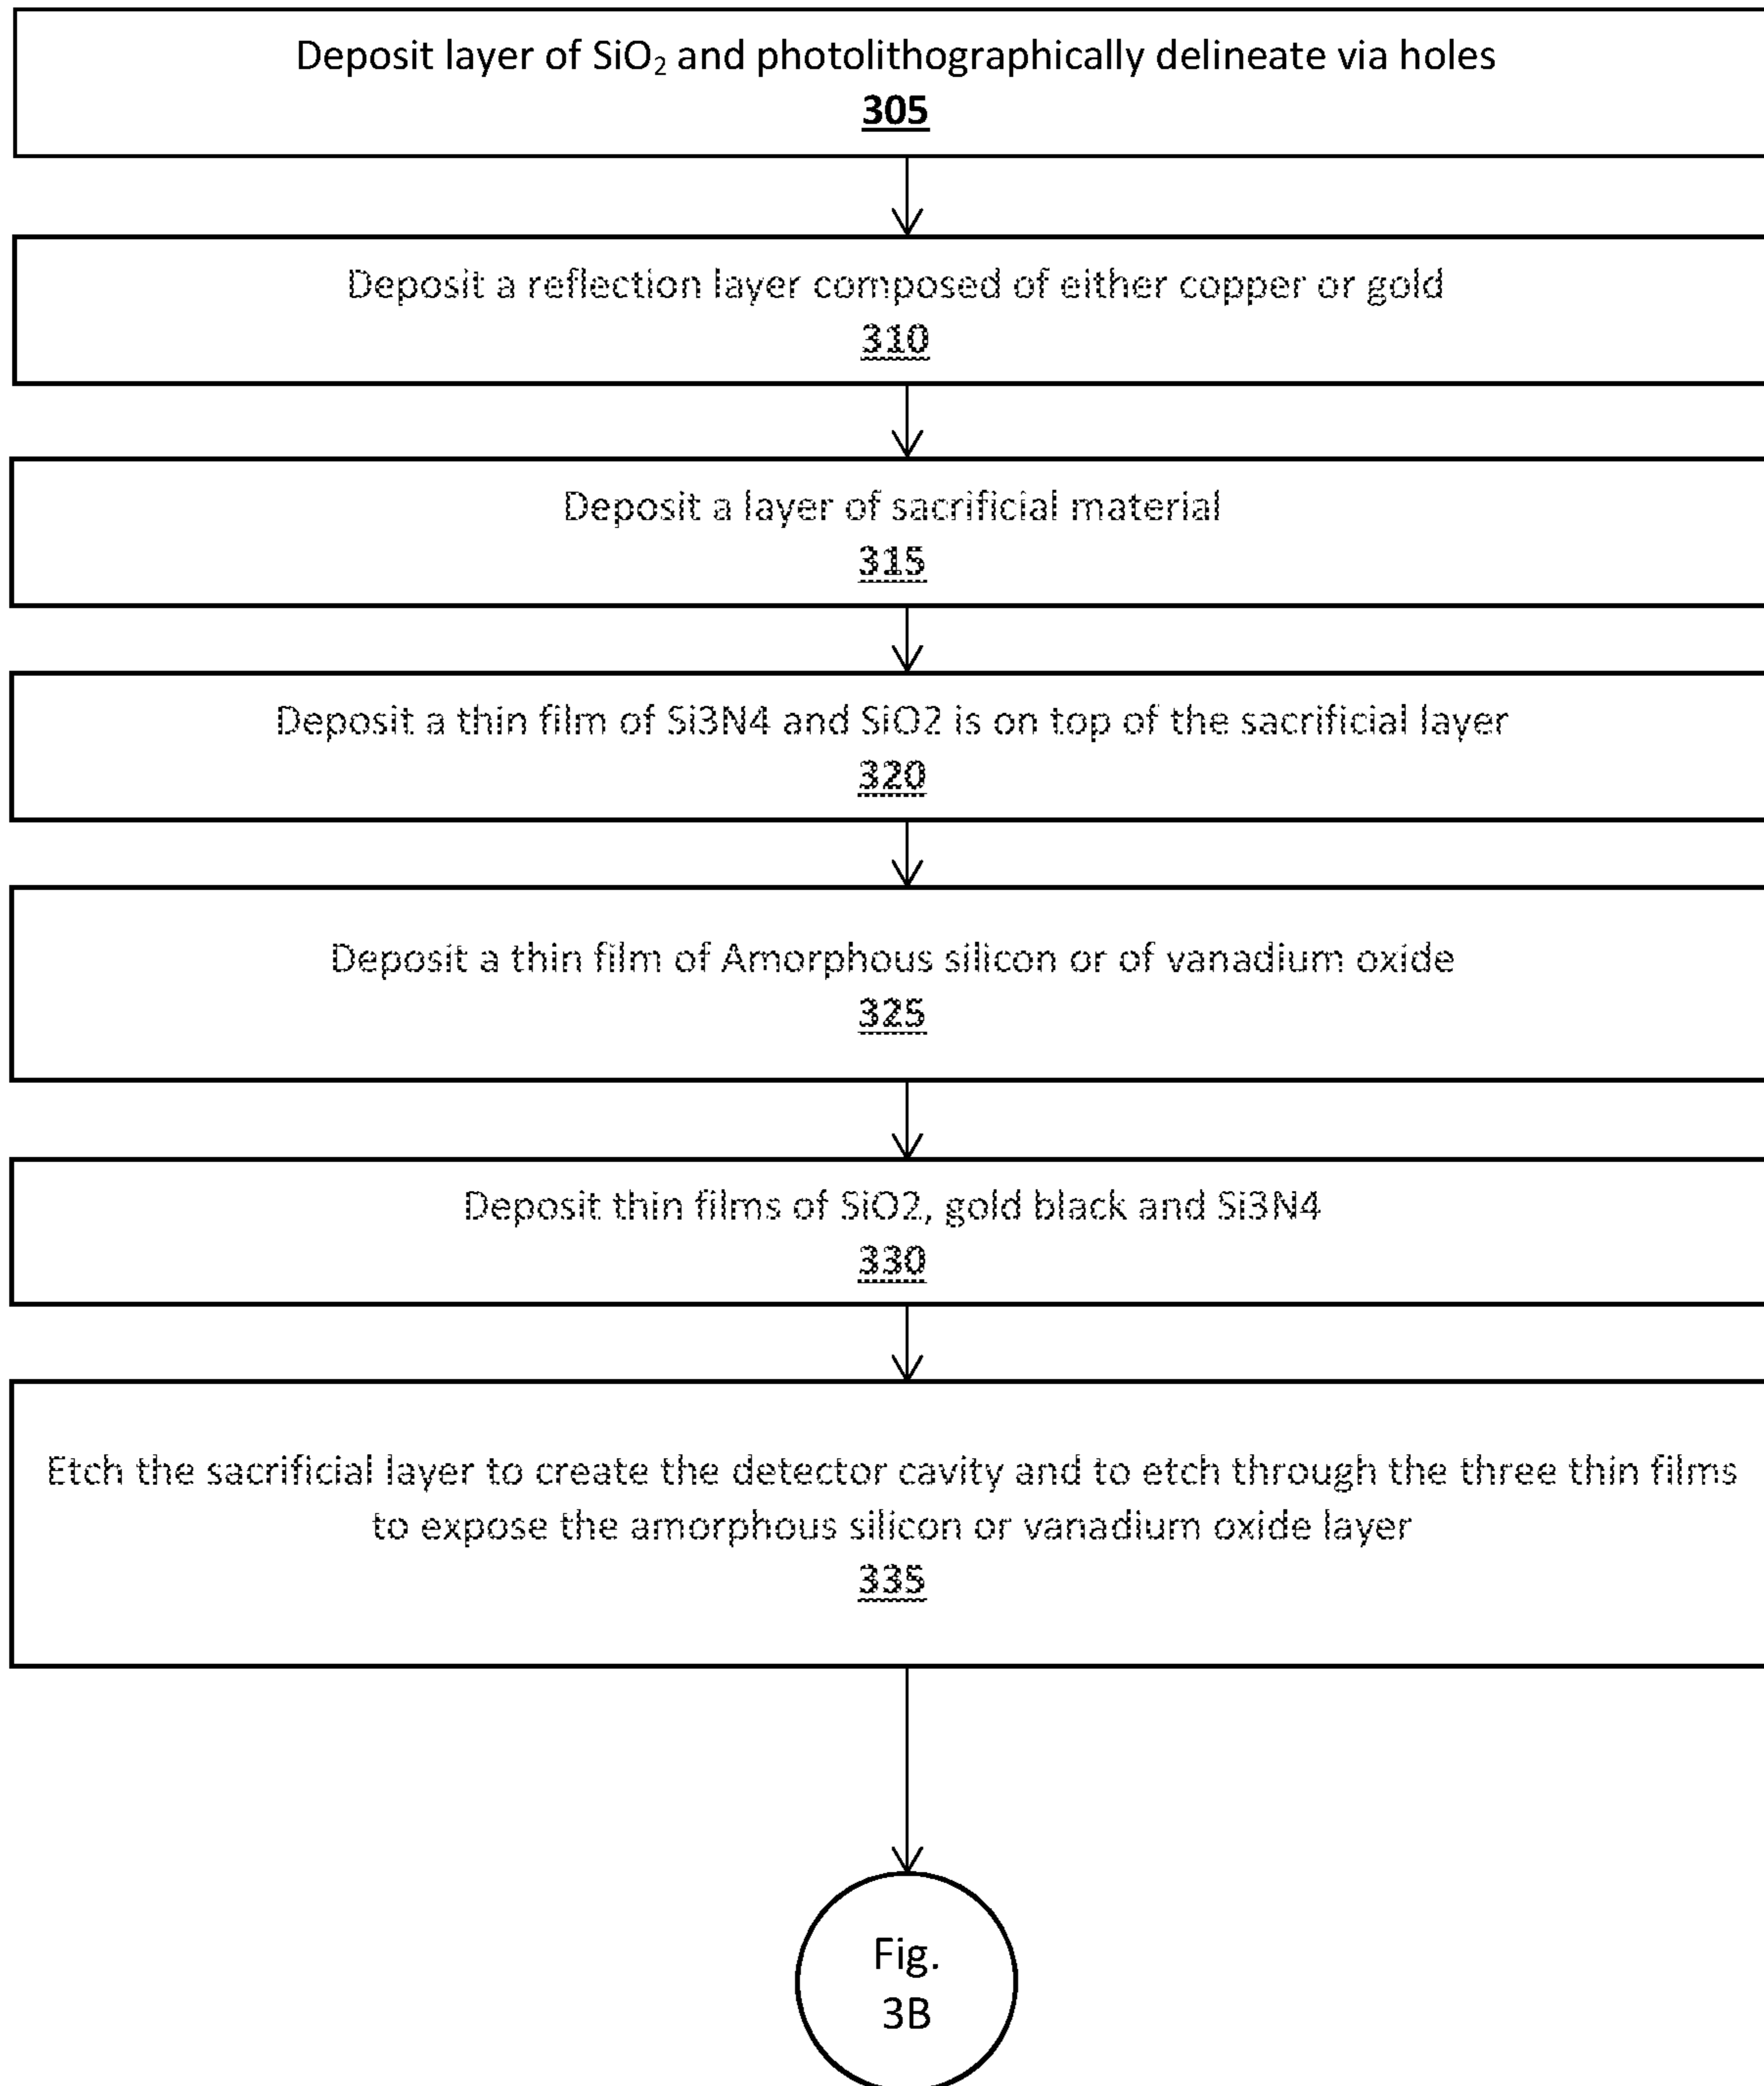 Deposit layer of SiO₂ and photolithographically delineate via holes
305
Deposit a reflection layer composed of either copper or gold
310
Deposit a layer of sacrificial material
315
Deposit a thin film of Si3N4 and SiO2 is on top of the sacrificial layer
320
Deposit a thin film of Amorphous silicon or of vanadium oxide
325
Deposit thin films of SiO2, gold black and Si3N4
330
Etch the sacrificial layer to create the detector cavity and to etch through the three thin films
to expose the amorphous silicon or vanadium oxide layer
335
Fig.
3B